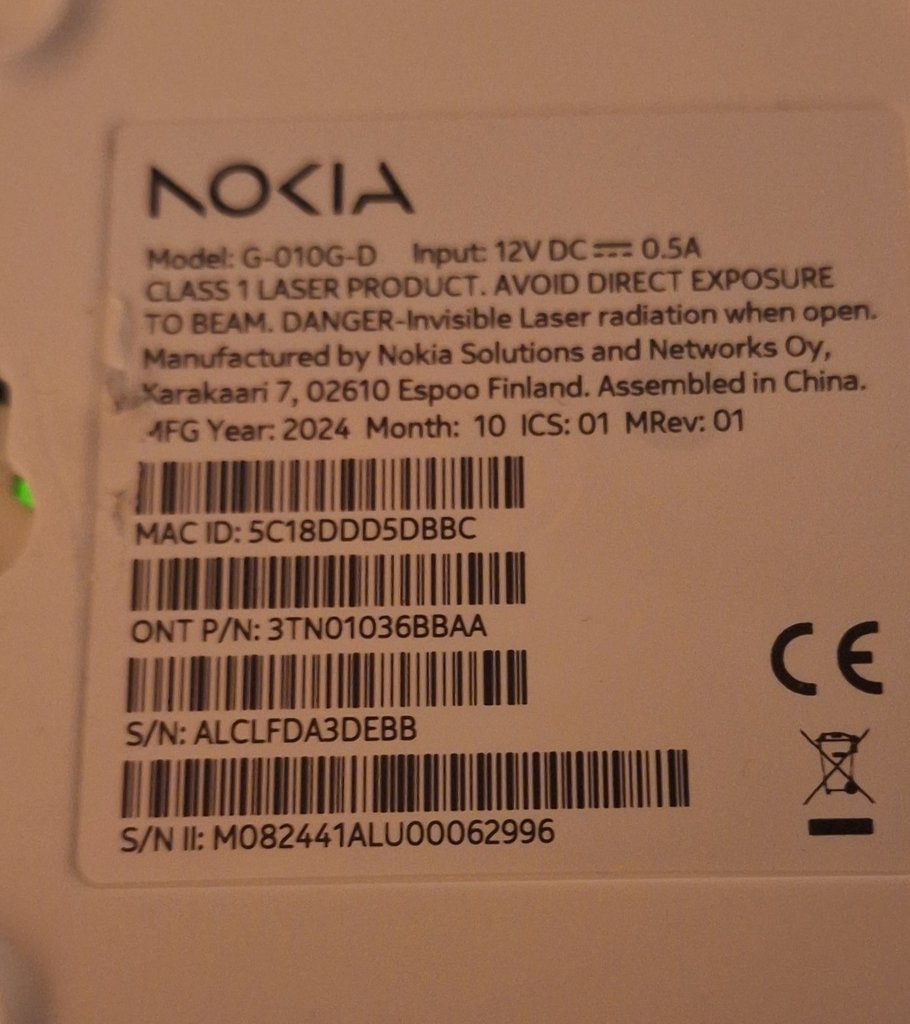 NOKIA
Model: G-010G-D Input: 12V DC 0.5A
CLASS 1 LASER PRODUCT. AVOID DIRECT EXPOSURE
TO BEAM. DANGER-Invisible Laser radiation when open.
Manufactured by Nokia Solutions and Networks Oy,
Karakaari 7, 02610 Espoo Finland. Assembled in China.
MFG Year: 2024 Month: 10 ICS: 01 MRev: 01
MAC ID: 5C18DDD5DBBC
ONT P/N: 3TN01036BBAA
S/N: ALCLFDA3DEBB
S/N II: M082441ALU00062996
CE